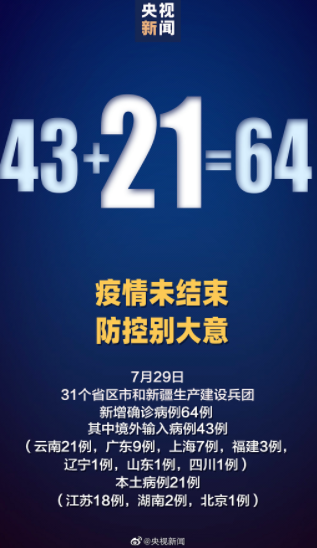 央视
新闻
43+21=64
疫情未结束
防控别大意
7月29日
31个省区市和新疆生产建设兵团
新增确诊病例64例
其中境外输入病例43例
（云南21例，广东9例，上海7例，福建3例，
辽宁1例，山东1例，四川1例）
本土病例21例
（江苏18例，湖南2例，北京1例）
@央视新闻